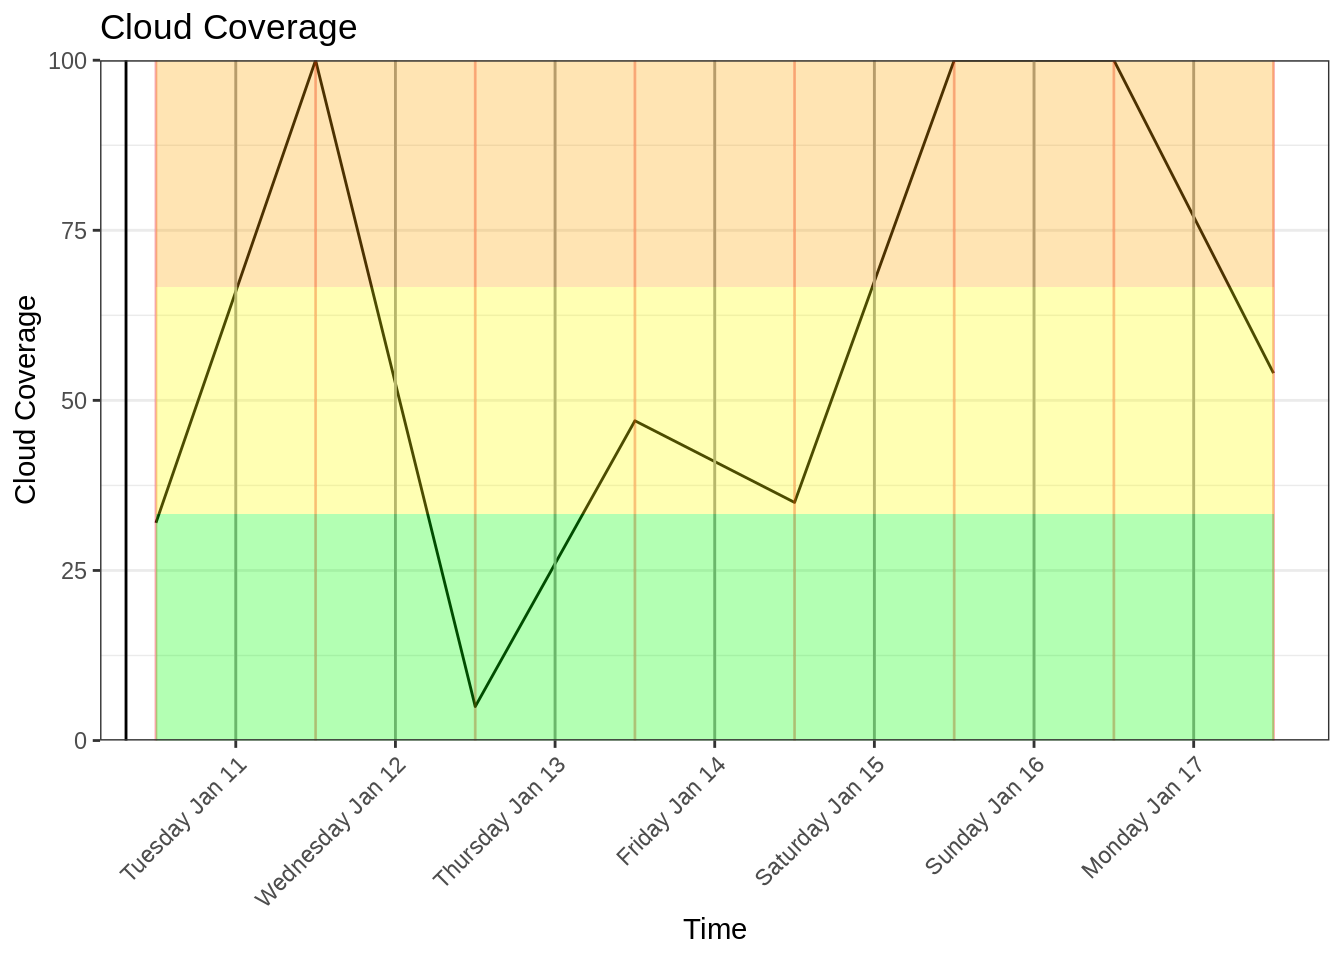 Cloud Coverage
Cloud Coverage
100
75
50
25
0
Tuesday Jan 11
Wednesday Jan 12
Thursday Jan 13
Friday Jan 14
Saturday Jan 15
Sunday Jan 16
Monday Jan 17
Time